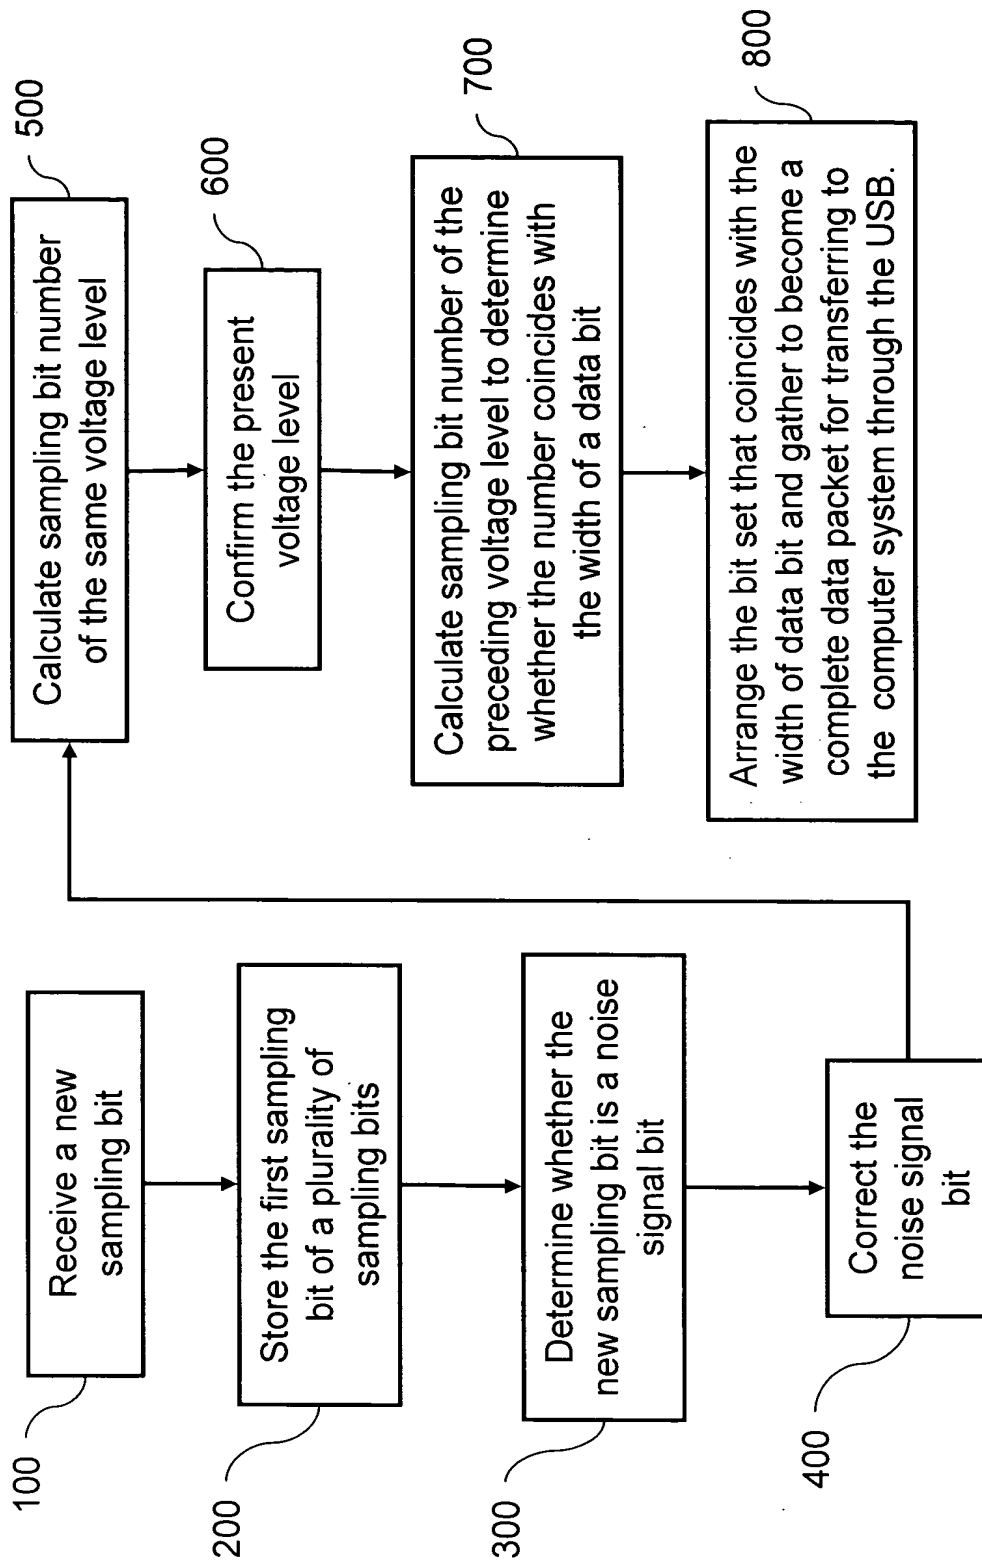 100
Receive a new
sampling bit
200
Store the first sampling
bit of a plurality of
sampling bits
300
Determine whether the
new sampling bit is a noise
signal bit
400
Correct the
noise signal
bit
500
Calculate sampling bit number
of the same voltage level
600
Confirm the present
voltage level
700
Calculate sampling bit number of the
preceding voltage level to determine
whether the number coincides with
the width of a data bit
800
Arrange the bit set that coincides with the
width of data bit and gather to become a
complete data packet for transferring to
the computer system through the USB.